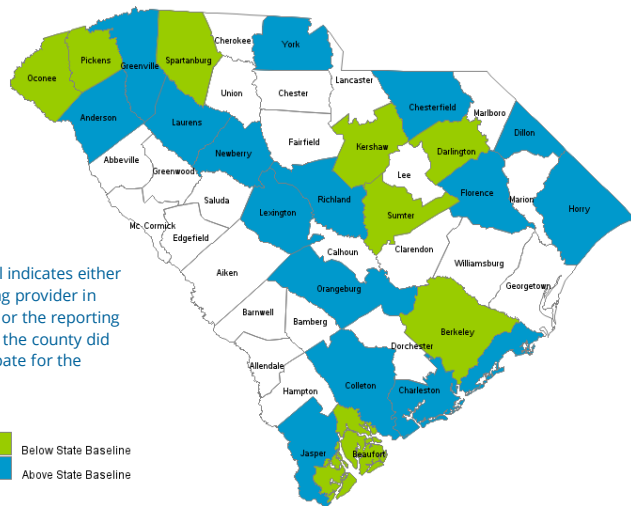 Cherokee
York
Spartanburg
Pickens
Greenville
Oconee
Lancaster
Union
Chester
Chesterfield
Marlboro
Anderson
Laurens
Dillon
Fairfield
Kershaw
Darlington
Newberry
Abbeville
Greenwood
Lee
Florence
Marion
Saluda
Richland
Lexington
Sumter
Horry
Mc Cormick
Edgefield
Calhoun
Clarendon
Williamsburg
Aiken
Orangeburg
Georgetown
Barnwell
Bamberg
Berkeley
Dorchester
Allendale
Colleton
Charleston
Hampton
Jasper
Beaufort
l indicates either
g provider in
or the reporting
the county did
pate for the
Below State Baseline
Above State Baseline